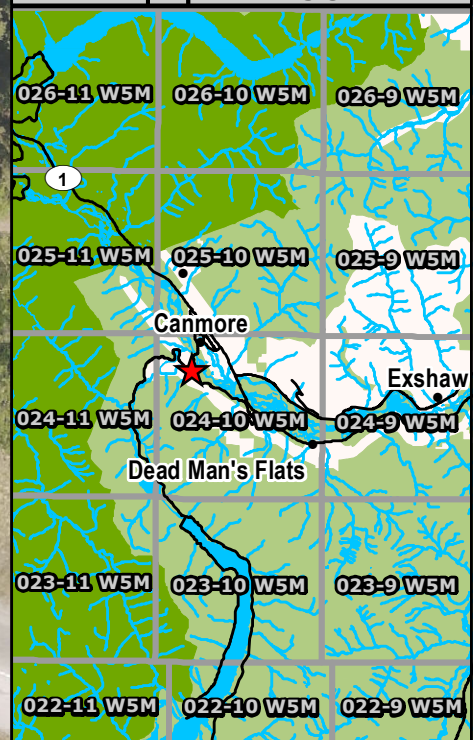 026-11 W5M
026-10 W5M
026-9 W5M
1
025-11 W5M
025-10 W5M
025-9 W5M
Canmore
Exshaw
024-11 W5M
024-10 W5M
024-9 W5M
Dead Man's Flats
023-11 W5M
023-10 W5M
023-9 W5M
022-11 W5M
022-10 W5M
022-9 W5M